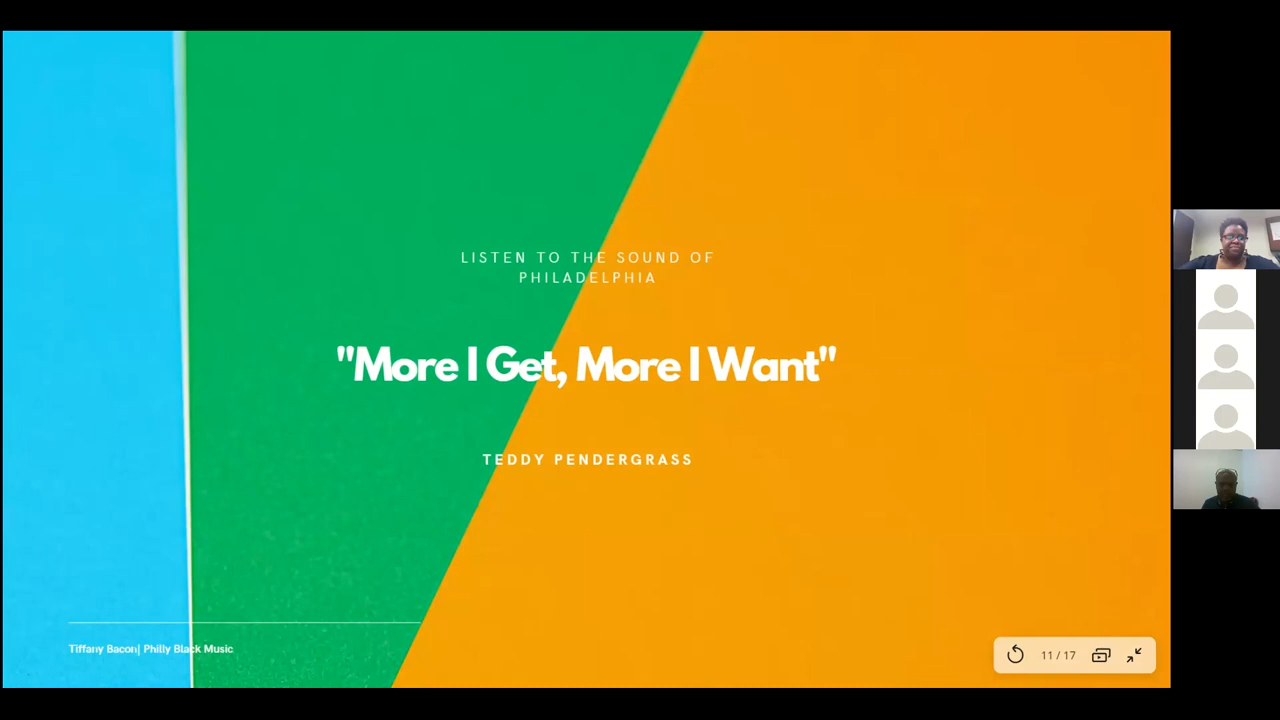 LISTEN TO THE SOUND OF
PHILADELPHIA
"More I Get, More I Want"
TEDDY PENDERGRASS
Tiffany Bacon| Philly Black Music
11 / 17